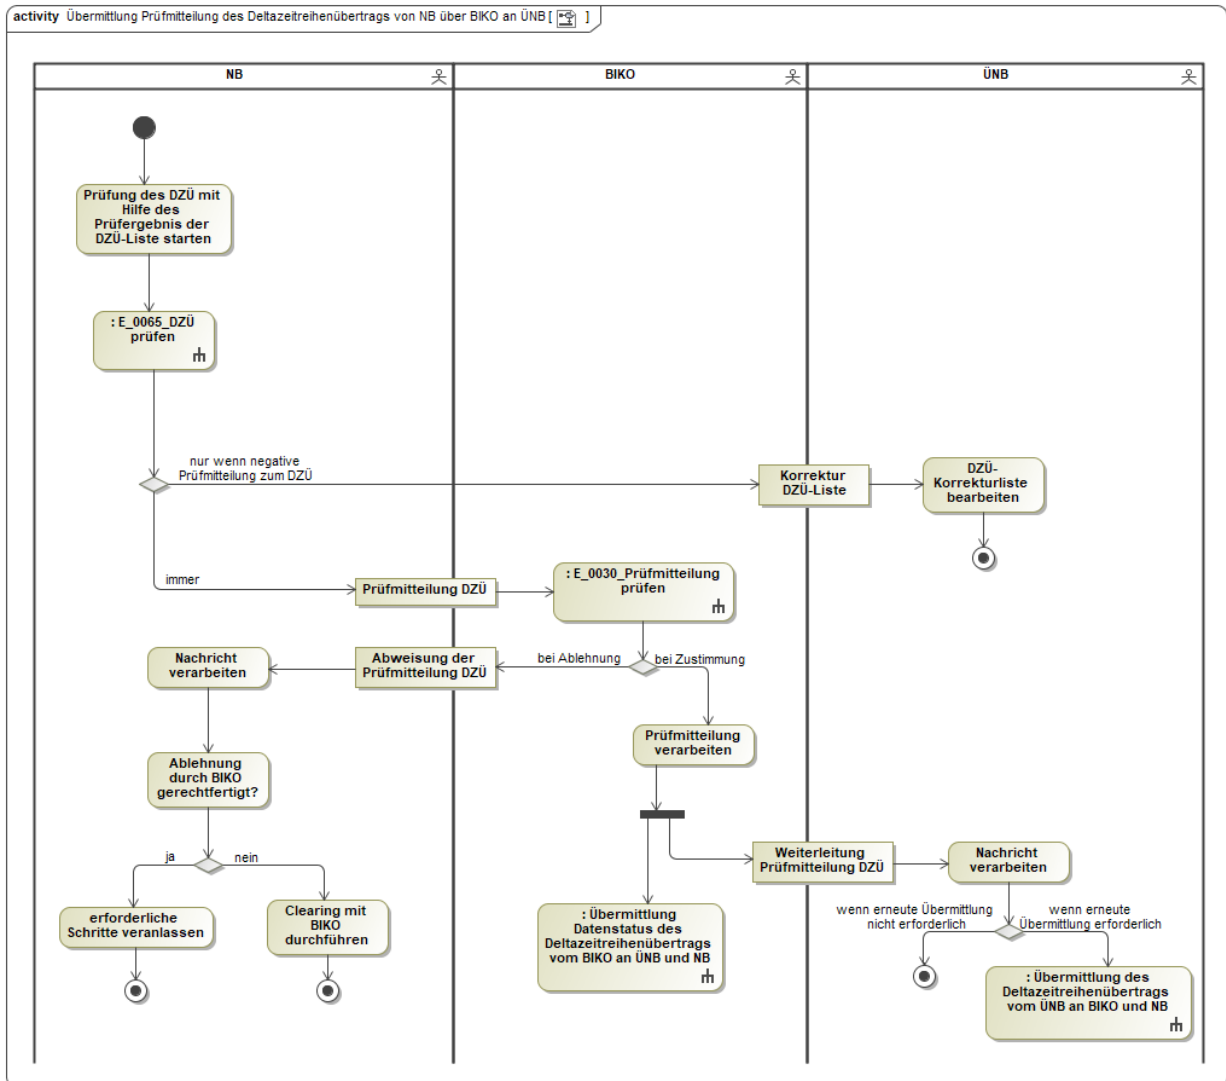 activity Übermittlung Prüfmitteilung des Deltazeitreihenübertrags von NB über BIKO an ÜNB [ ]
NB
BIKO
ÜNB
Prüfung des DZÜ mit
Hilfe des
Prüfergebnis der
DZÜ-Liste starten
: E_0065_DZÜ
prüfen
nur wenn negative
Prüfmitteilung zum DZÜ
Korrektur
DZÜ-Liste
DZÜ-
Korrekturliste
bearbeiten
immer
Prüfmitteilung DZÜ
: E_0030_Prüfmitteilung
prüfen
Nachricht
verarbeiten
Abweisung der
Prüfmitteilung DZÜ
bei Ablehnung
bei Zustimmung
Prüfmitteilung
verarbeiten
Ablehnung
durch BIKO
gerechtfertigt?
ja
nein
Weiterleitung
Prüfmitteilung DZÜ
Nachricht
verarbeiten
erforderliche
Schritte veranlassen
Clearing mit
BIKO
durchführen
: Übermittlung
Datenstatus des
Deltazeitreihenübertrags
vom BIKO an ÜNB und NB
wenn erneute Übermittlung
nicht erforderlich
wenn erneute
Übermittlung erforderlich
: Übermittlung des
Deltazeitreihenübertrags
vom ÜNB an BIKO und NB